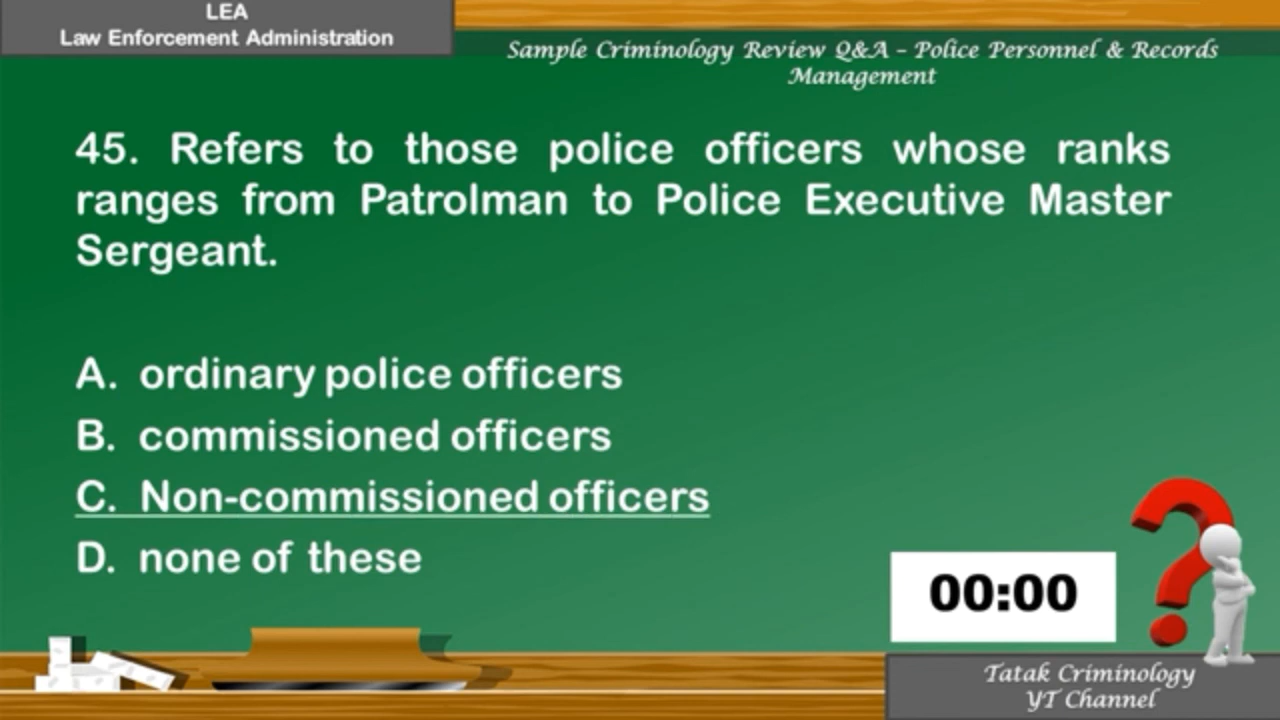 LEA
Law Enforcement Administration
Sample Criminology Review Q&A – Police Personnel & Records
Management
45. Refers to those police officers whose ranks
ranges from Patrolman to Police Executive Master
Sergeant.
A. ordinary police officers
B. commissioned officers
C. Non-commissioned officers
D. none of these
00:00
Tatak Criminology
YT Channel